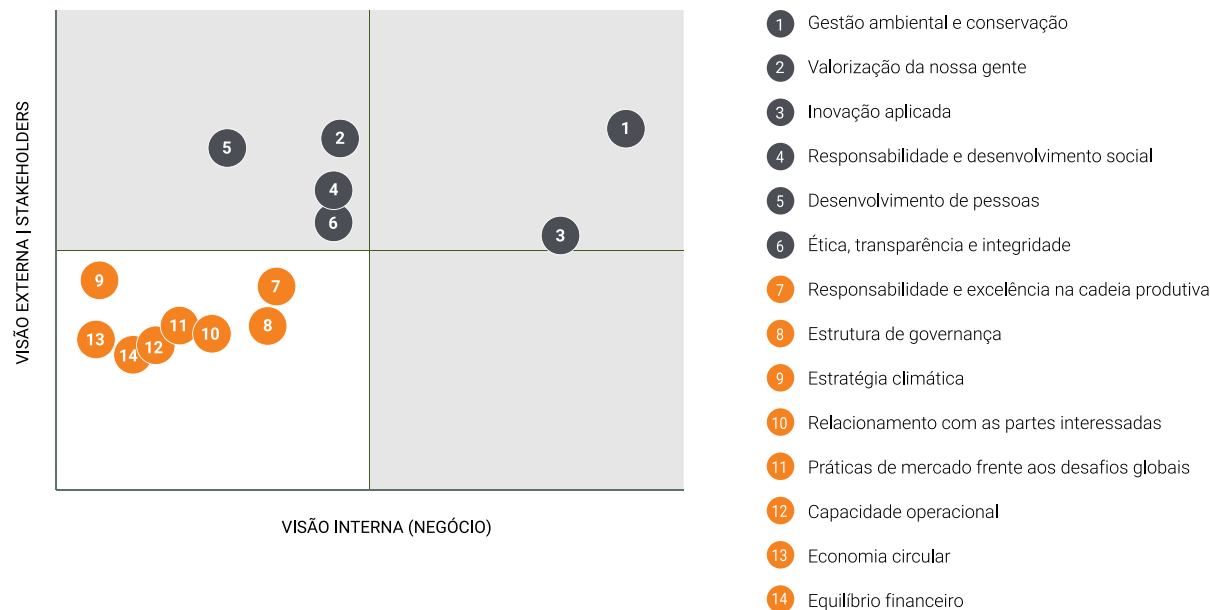 VISÃO EXTERNA | STAKEHOLDERS
1
2
5
4
6
3
9
7
11
8
10
13
12
14
VISÃO INTERNA (NEGÓCIO)
1 Gestão ambiental e conservação
2 Valorização da nossa gente
3 Inovação aplicada
4 Responsabilidade e desenvolvimento social
5 Desenvolvimento de pessoas
6 Ética, transparência e integridade
7 Responsabilidade e excelência na cadeia produtiva
8 Estrutura de governança
9 Estratégia climática
10 Relacionamento com as partes interessadas
11 Práticas de mercado frente aos desafios globais
12 Capacidade operacional
13 Economia circular
14 Equilíbrio financeiro